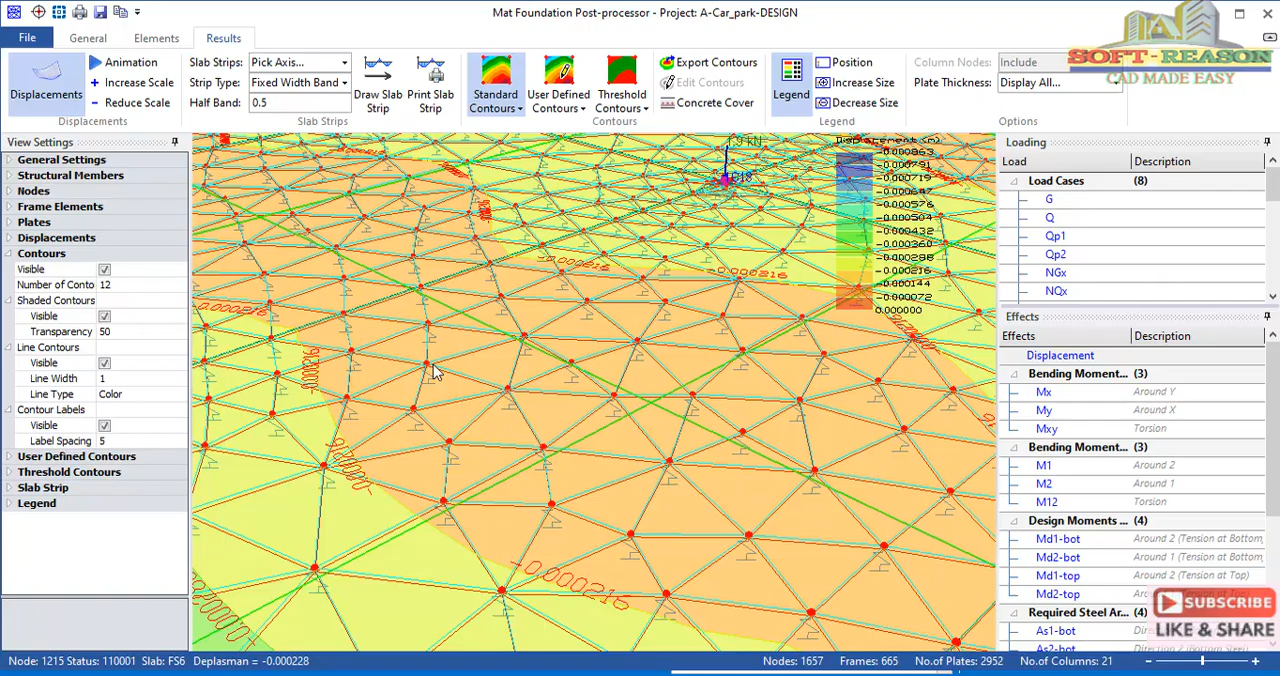 Mat Foundation Post-processor - Project: A-Car_park-DESIGN
SOFT-REASON
CAD MADE EASY
File
General
Elements
Results
Displacements
Animation
Increase Scale
Reduce Scale
Displacements
Slab Strips: Pick Axis...
Strip Type: Fixed Width Band
Half Band: 0.5
Draw Slab Strip
Print Slab Strip
Slab Strips
Standard Contours
User Defined Contours
Threshold Contours
Export Contours
Edit Contours
Concrete Cover
Contours
Legend
Position
Increase Size
Decrease Size
Legend
Column Nodes: Include
Plate Thickness: Display All...
Options
View Settings
General Settings
Structural Members
Nodes
Frame Elements
Plates
Displacements
Contours
Visible
Number of Conto 12
Shaded Contours
Visible
Transparency 50
Line Contours
Visible
Line Width 1
Line Type Color
Contour Labels
Visible
Label Spacing 5
User Defined Contours
Threshold Contours
Slab Strip
Legend
-0.000863
-0.000791
-0.000719
-0.000647
-0.000576
-0.000504
-0.000432
-0.000360
-0.000288
-0.000216
-0.000144
-0.000072
0.000000
-0.000216
-0.000216
-0.000216
Loading
Load Description
Load Cases (8)
G
Q
Qp1
Qp2
NGx
NQx
Effects
Effects Description
Displacement
Bending Moment... (3)
Mx Around Y
My Around X
Mxy Torsion
Bending Moment... (3)
M1 Around 2
M2 Around 1
M12 Torsion
Design Moments ... (4)
Md1-bot Around 2 (Tension at Bottom)
Md2-bot Around 1 (Tension at Bottom)
Md1-top Around 2 (Tension at Top)
Md2-top
Required Steel Ar... (4)
As1-bot
As2-bot
SUBSCRIBE
LIKE & SHARE
Node: 1215 Status: 110001 Slab: FS6 Deplasman = -0.000228
Nodes: 1657 Frames: 665 No.of Plates: 2952 No.of Columns: 21